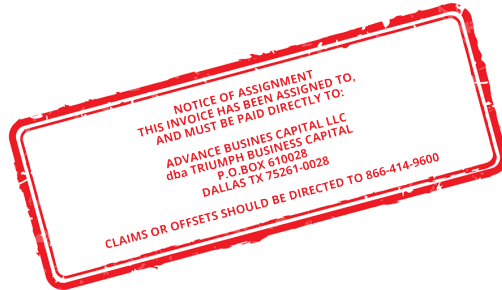 NOTICE OF ASSIGNMENT
THIS INVOICE HAS BEEN ASSIGNED TO,
AND MUST BE PAID DIRECTLY TO:
ADVANCE BUSINES CAPITAL LLC
dba TRIUMPH BUSINESS CAPITAL
P.O.BOX 610028
DALLAS TX 75261-0028
CLAIMS OR OFFSETS SHOULD BE DIRECTED TO 866-414-9600